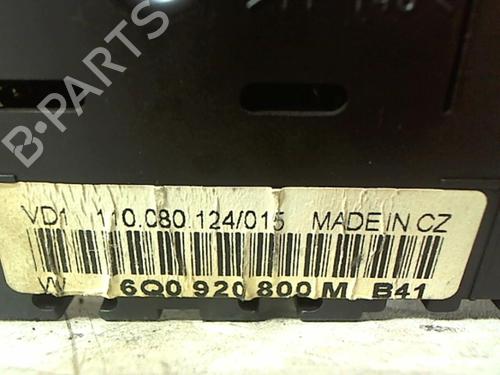 B-PARTS
VD1 110.080.124/015 MADE IN CZ
6Q0 920 800 M B41